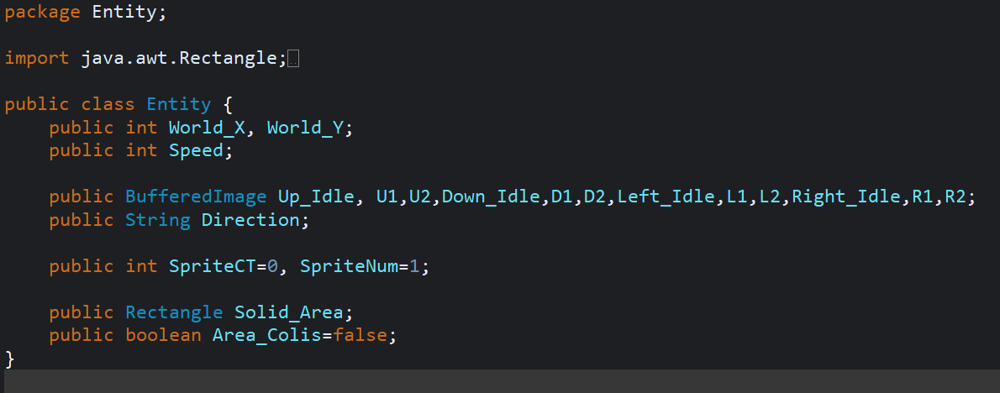 package Entity;
import java.awt.Rectangle;
public class Entity {
public int World_X, World_Y;
public int Speed;
public BufferedImage Up_Idle, U1,U2,Down_Idle,D1,D2,Left_Idle,L1,L2,Right_Idle,R1,R2;
public String Direction;
public int SpriteCT=0, SpriteNum=1;
public Rectangle Solid_Area;
public boolean Area_Colis=false;
}